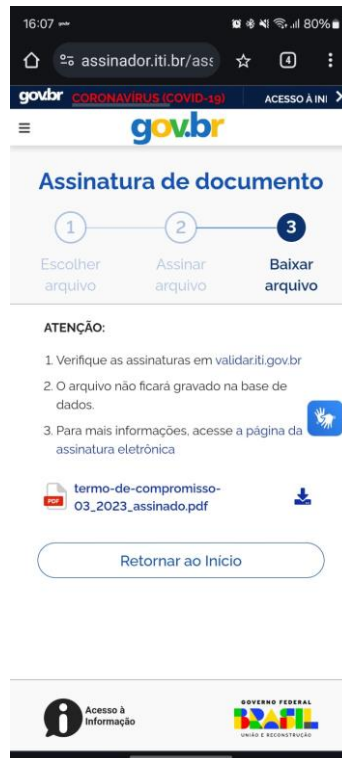 16:07
80%
assinador.iti.br/ass
4
gov.br CORONAVÍRUS (COVID-19) ACESSO À INI
gov.br
Assinatura de documento
1 2 3
Escolher arquivo
Assinar arquivo
Baixar arquivo
ATENÇÃO:
1. Verifique as assinaturas em validar.iti.gov.br
2. O arquivo não ficará gravado na base de
dados.
3. Para mais informações, acesse a página da
assinatura eletrônica
PDF
termo-de-compromisso-
03_2023_assinado.pdf
Retornar ao Início
Acesso à
Informação
GOVERNO FEDERAL
BRASIL
UNIÃO E RECONSTRUÇÃO